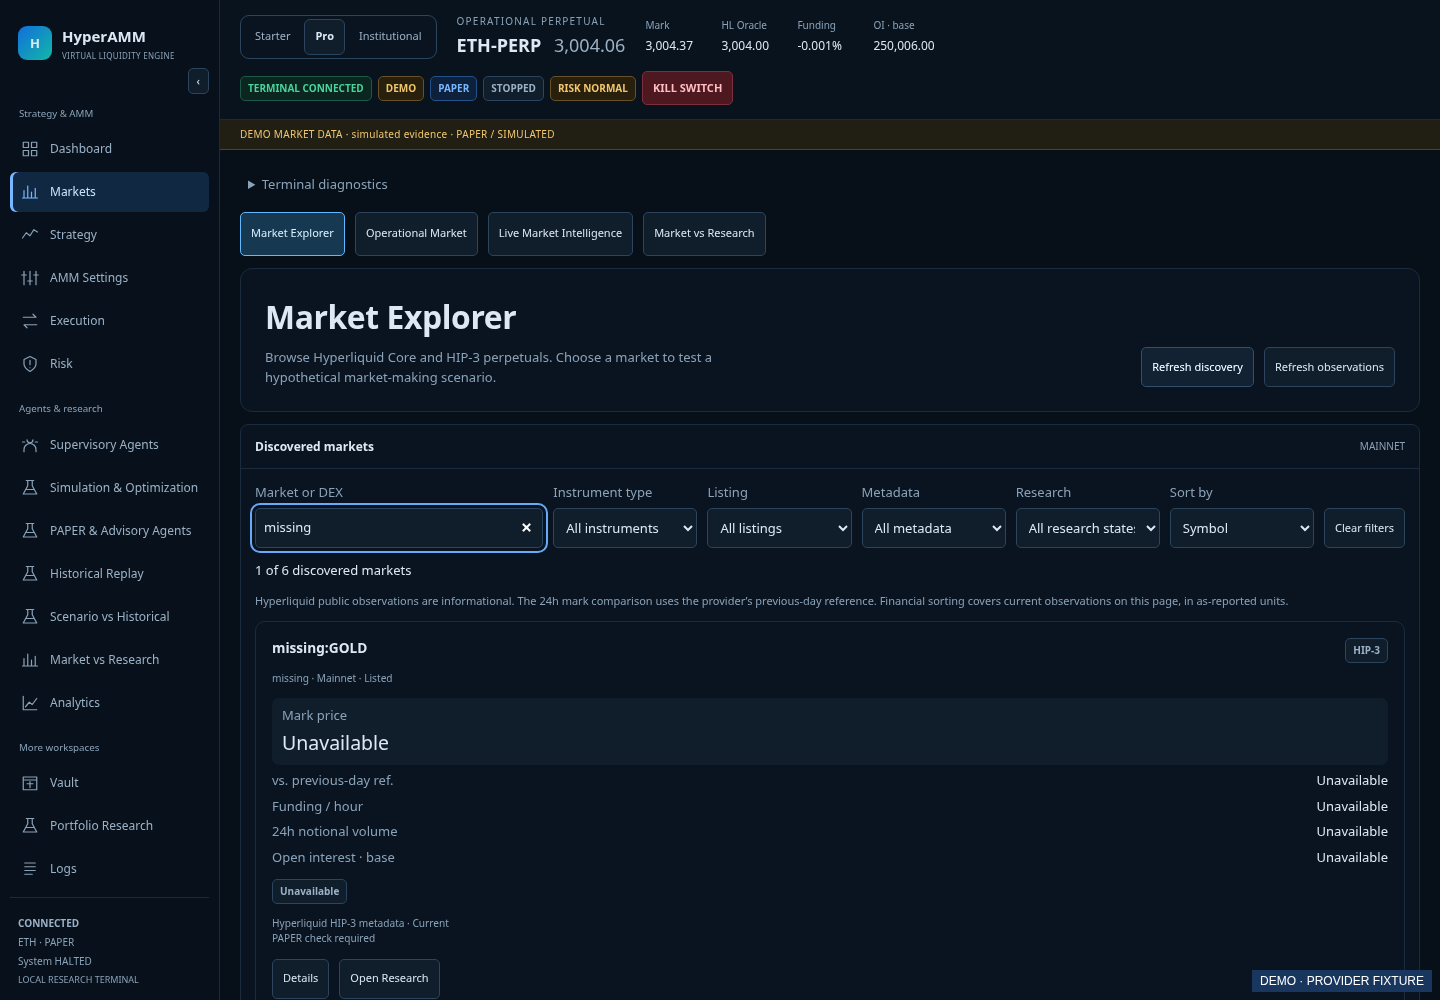 H
HyperAMM
VIRTUAL LIQUIDITY ENGINE
‹
Strategy & AMM
Dashboard
Markets
Strategy
AMM Settings
Execution
Risk
Agents & research
Supervisory Agents
Simulation & Optimization
PAPER & Advisory Agents
Historical Replay
Scenario vs Historical
Market vs Research
Analytics
More workspaces
Vault
Portfolio Research
Logs
CONNECTED
ETH · PAPER
System HALTED
LOCAL RESEARCH TERMINAL
Starter Pro Institutional
OPERATIONAL PERPETUAL
ETH-PERP 3,004.06
Mark
3,004.37
HL Oracle
3,004.00
Funding
-0.001%
OI · base
250,006.00
TERMINAL CONNECTED DEMO PAPER STOPPED RISK NORMAL KILL SWITCH
DEMO MARKET DATA · simulated evidence · PAPER / SIMULATED
▶ Terminal diagnostics
Market Explorer Operational Market Live Market Intelligence Market vs Research
Market Explorer
Browse Hyperliquid Core and HIP-3 perpetuals. Choose a market to test a
hypothetical market-making scenario.
Refresh discovery Refresh observations
Discovered markets MAINNET
Market or DEX Instrument type Listing Metadata Research Sort by
missing All instruments All listings All metadata All research states Symbol Clear filters
1 of 6 discovered markets
Hyperliquid public observations are informational. The 24h mark comparison uses the provider's previous-day reference. Financial sorting covers current observations on this page, in as-reported units.
missing:GOLD HIP-3
missing · Mainnet · Listed
Mark price
Unavailable
vs. previous-day ref. Unavailable
Funding / hour Unavailable
24h notional volume Unavailable
Open interest · base Unavailable
Unavailable
Hyperliquid HIP-3 metadata · Current
PAPER check required
Details Open Research
DEMO · PROVIDER FIXTURE